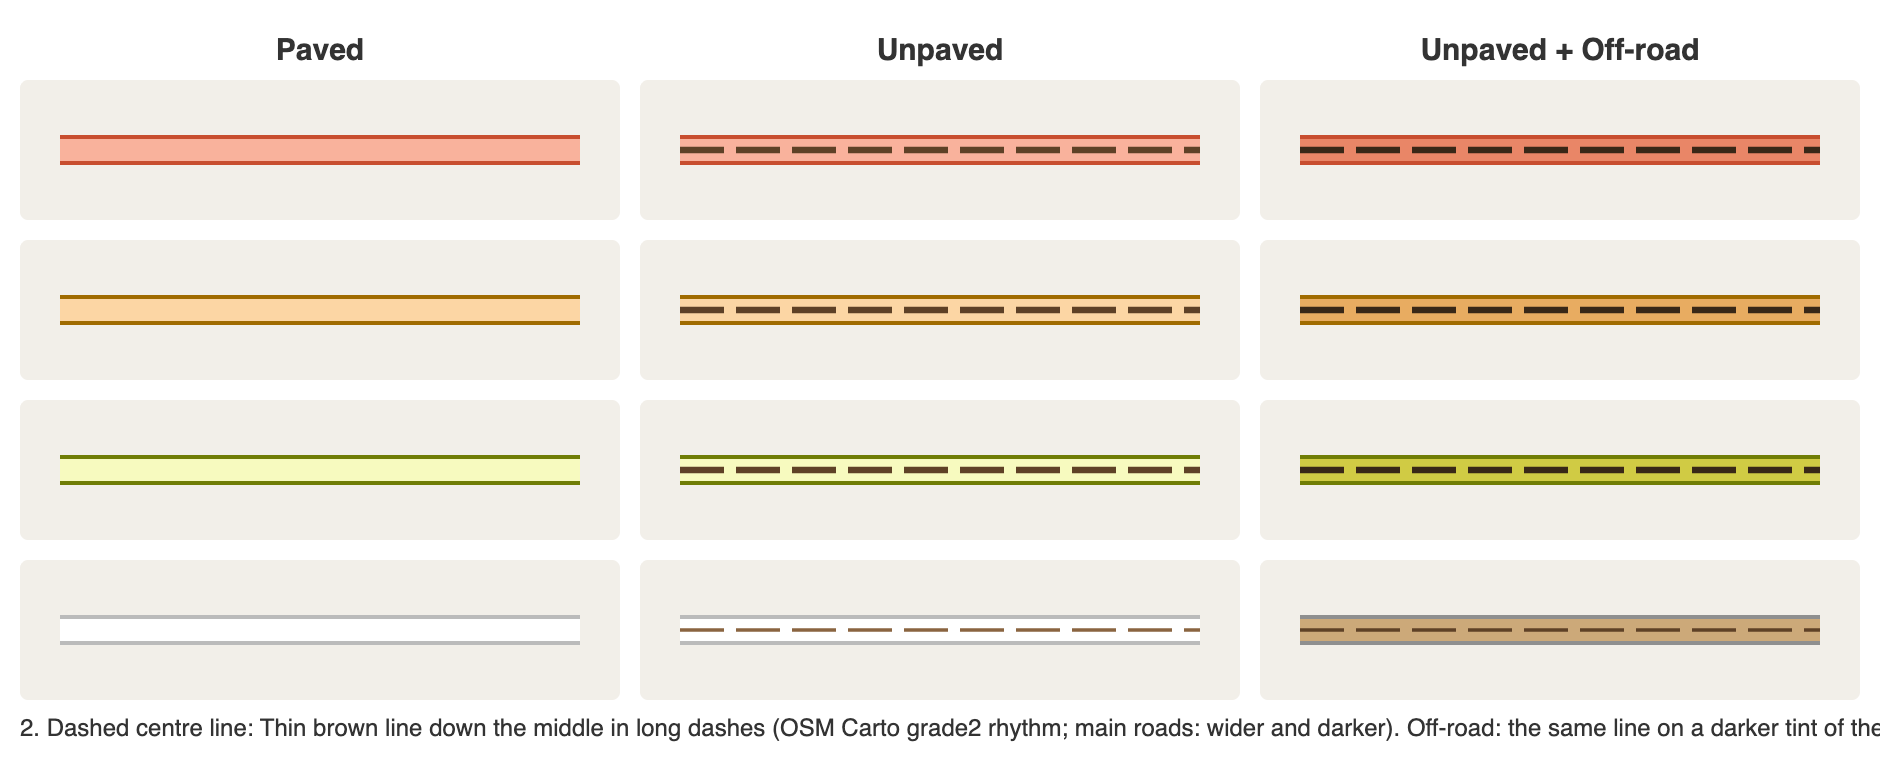 Paved
Unpaved
Unpaved + Off-road
2. Dashed centre line: Thin brown line down the middle in long dashes (OSM Carto grade2 rhythm; main roads: wider and darker). Off-road: the same line on a darker tint of the